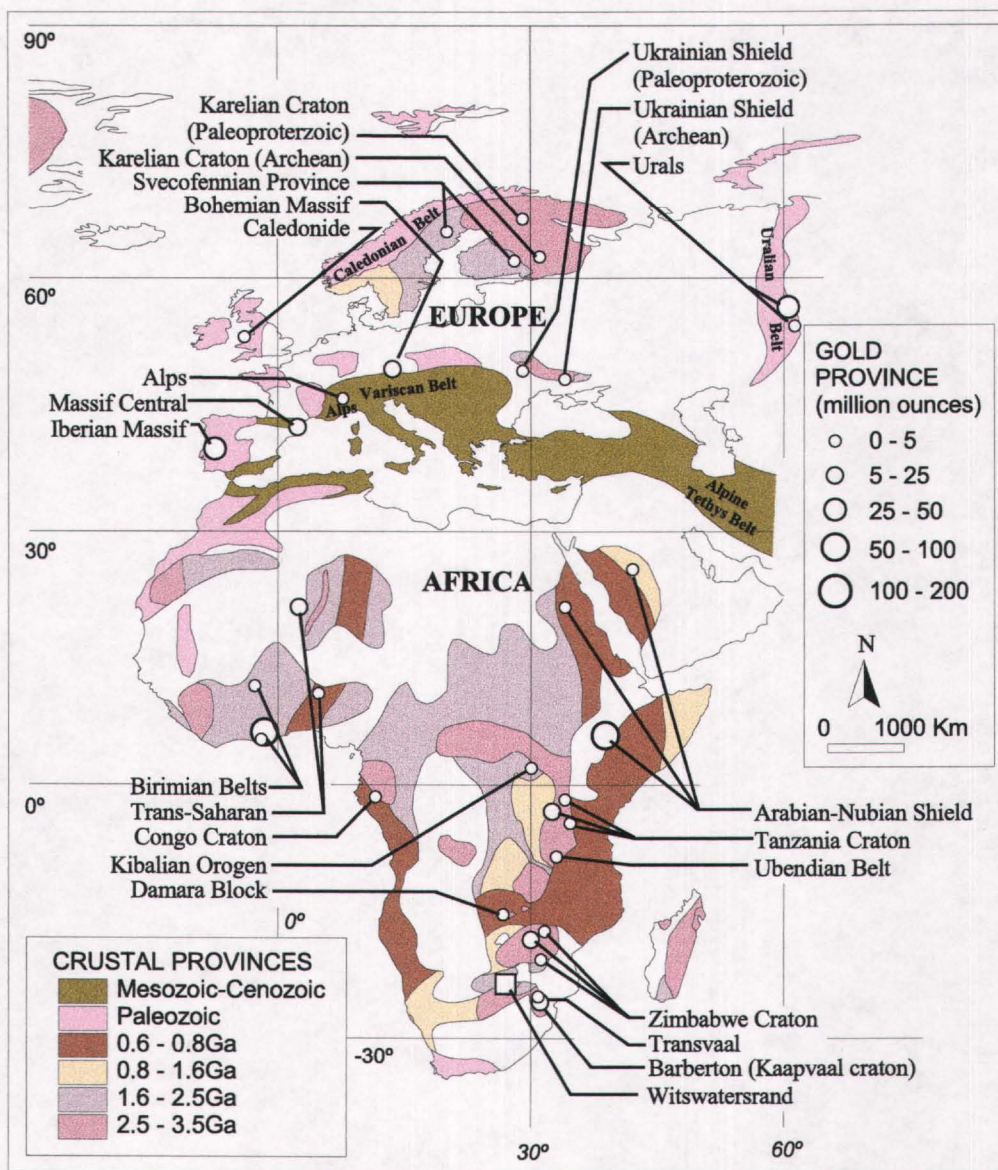 90º
Ukrainian Shield
(Paleoproterozoic)
Ukrainian Shield
(Archean)
Urals
Karelian Craton
(Paleoproterzoic)
Karelian Craton (Archean)
Svecofennian Province
Bohemian Massif
Caledonide
Caledonian Belt
Uralian
Belt
60º
EUROPE
Alps
Massif Central
Iberian Massif
Variscan Belt
Alps
Alpine
Tethys Belt
GOLD
PROVINCE
(million ounces)
0 - 5
5 - 25
25 - 50
50 - 100
100 - 200
N
0 1000 Km
30º
AFRICA
Birimian Belts
Trans-Saharan
Congo Craton
Kibalian Orogen
Damara Block
0º
0º
Arabian-Nubian Shield
Tanzania Craton
Ubendian Belt
Zimbabwe Craton
Transvaal
Barberton (Kaapvaal craton)
Witswatersrand
CRUSTAL PROVINCES
Mesozoic-Cenozoic
Paleozoic
0.6 - 0.8Ga
0.8 - 1.6Ga
1.6 - 2.5Ga
2.5 - 3.5Ga
-30º
30º
60º